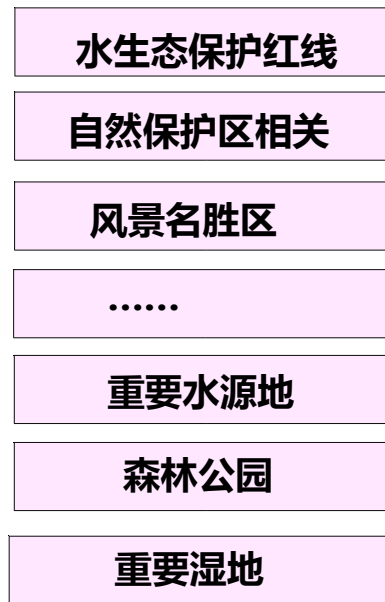 水生态保护红线
自然保护区相关
风景名胜区
……
重要水源地
森林公园
重要湿地